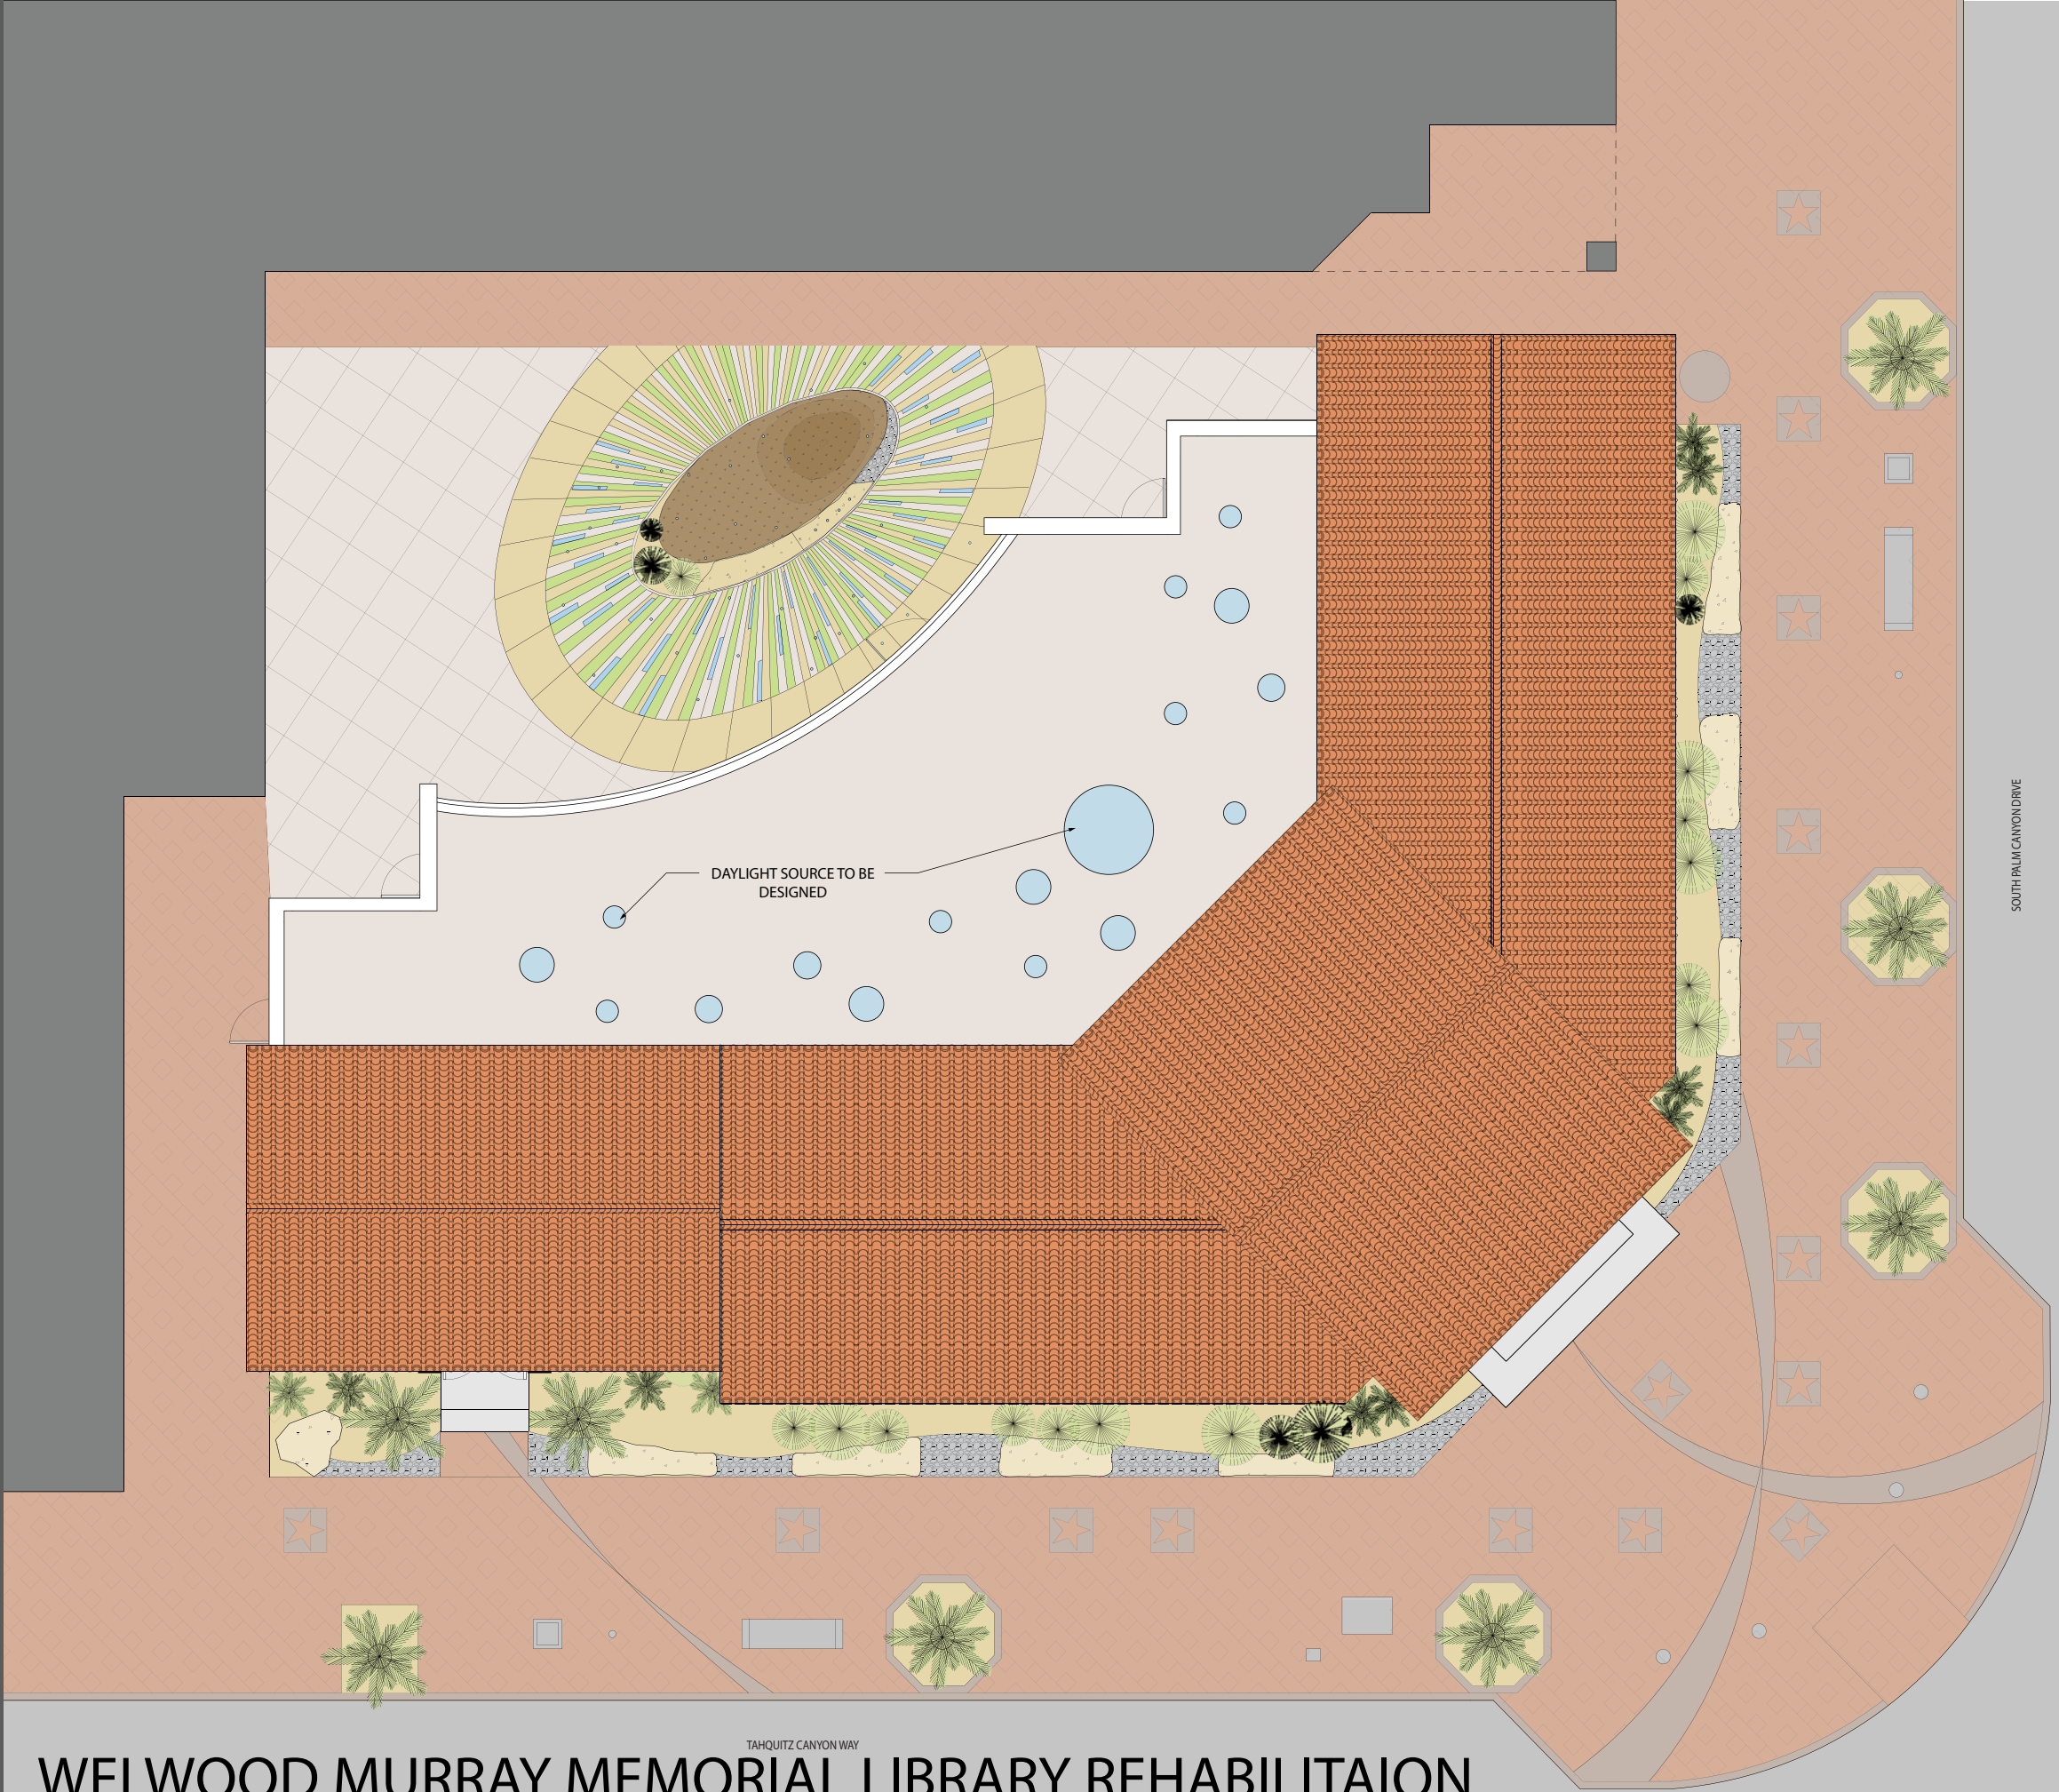 DAYLIGHT SOURCE TO BE
DESIGNED
SOUTH PALM CANYON DRIVE
TAHQUITZ CANYON WAY
WELWOOD MURRAY MEMORIAL LIBRARY REHABILITAION